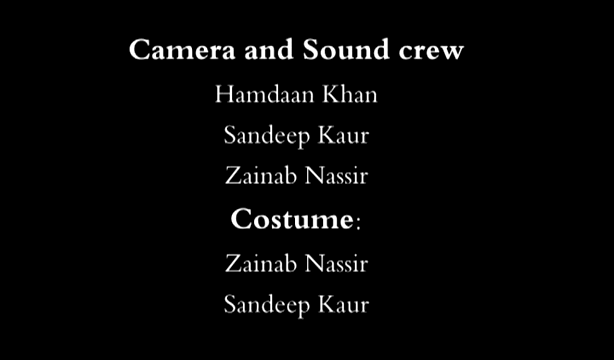 Camera and Sound crew
Hamdaan Khan
Sandeep Kaur
Zainab Nassir
Costume:
Zainab Nassir
Sandeep Kaur